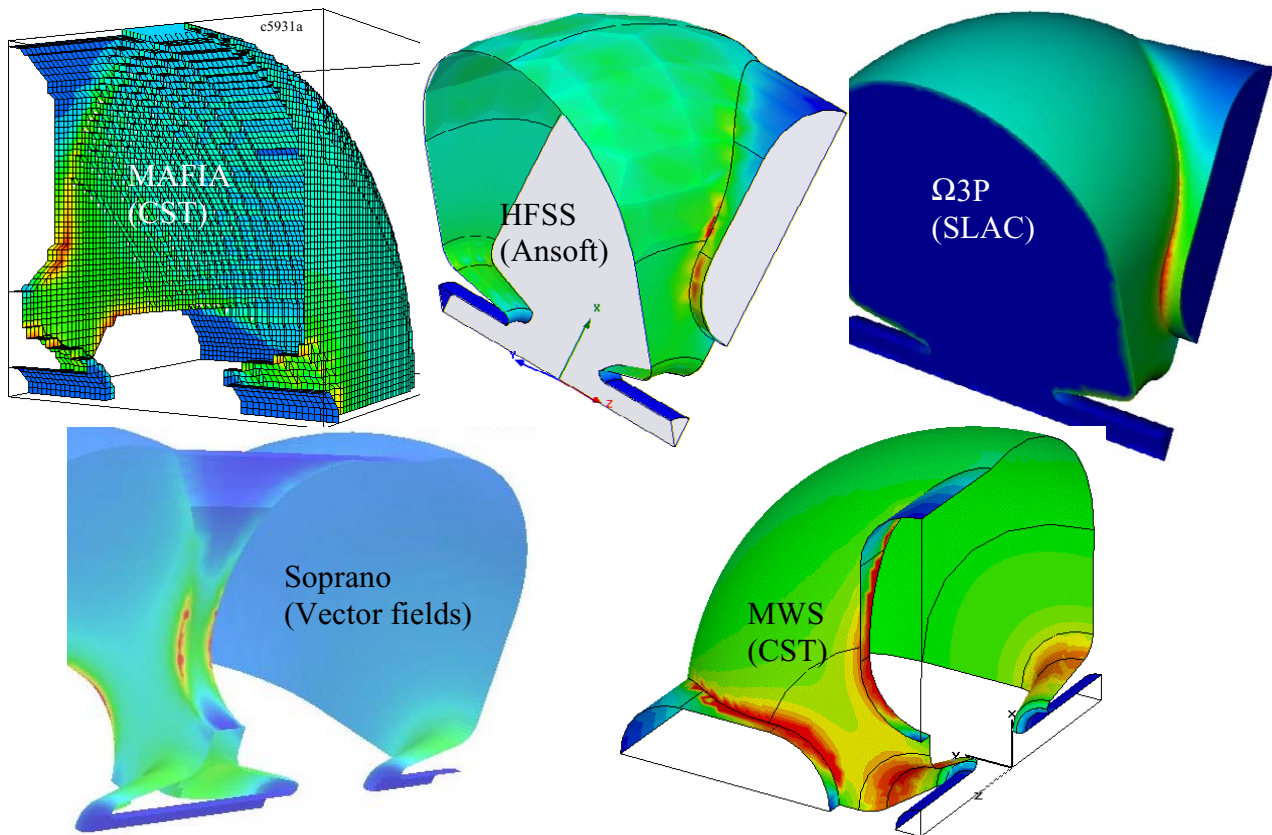 c5931a
MAFIA
(CST)
HFSS
(Ansoft)
X
Y
Z
Ω3P
(SLAC)
Soprano
(Vector fields)
MWS
(CST)
X
Y
Z